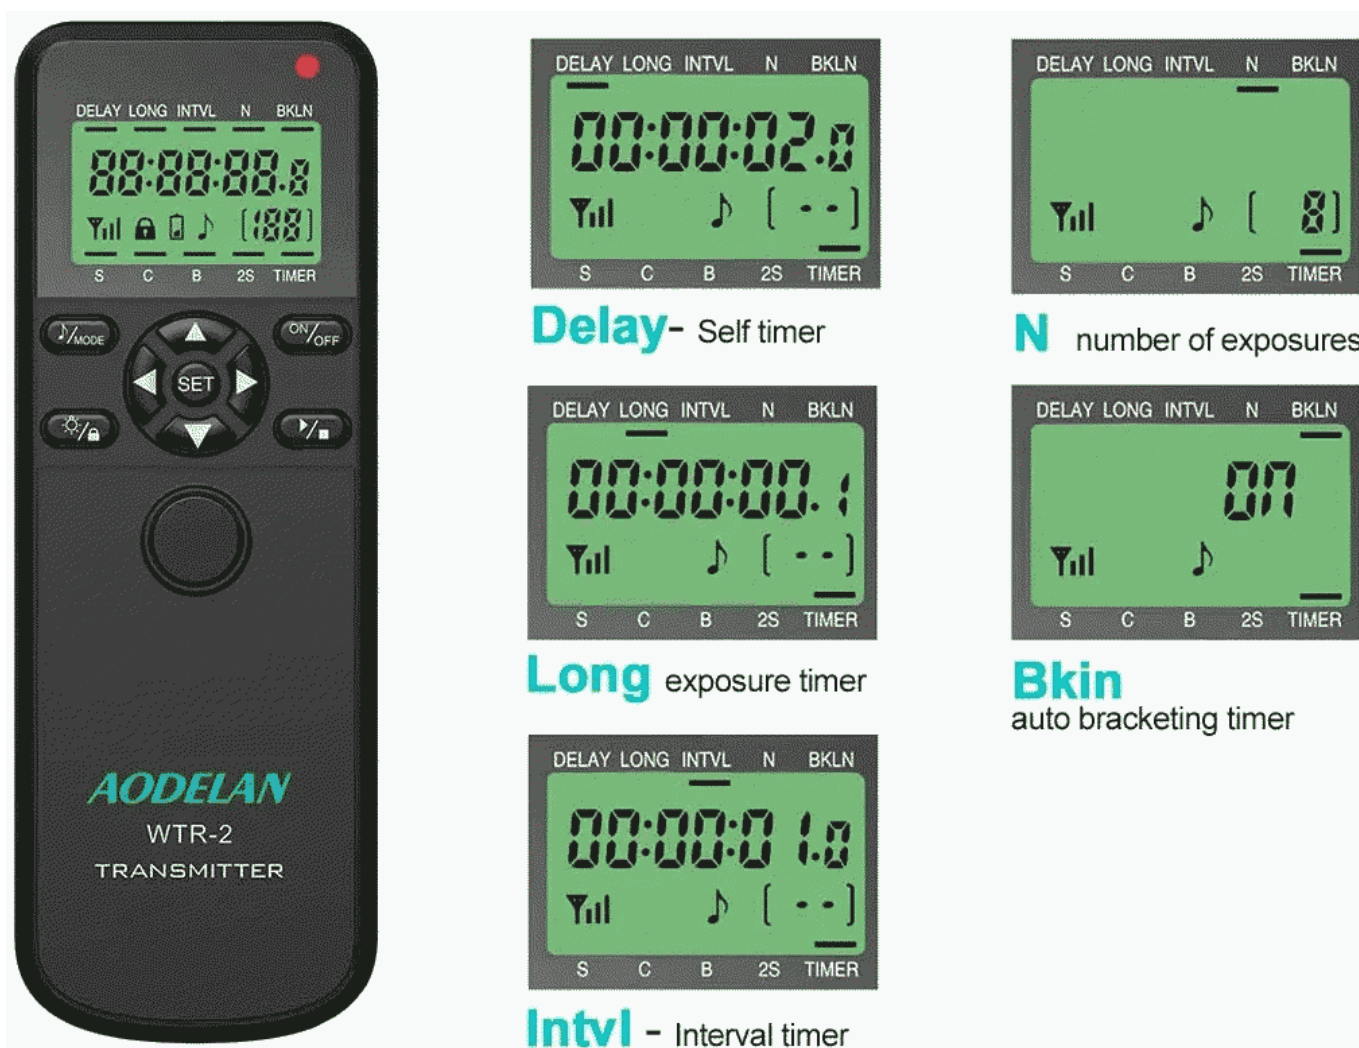 DELAY LONG INTVL N BKLN
88:88:88.8
[188]
S C B 2S TIMER
♪/MODE
ON/OFF
SET
AODELAN
WTR-2
TRANSMITTER
DELAY LONG INTVL N BKLN
00:00:02.0
[ --]
S C B 2S TIMER
Delay- Self timer
DELAY LONG INTVL N BKLN
00:00:00.1
[ --]
S C B 2S TIMER
Long exposure timer
DELAY LONG INTVL N BKLN
00:00:01.0
[ --]
S C B 2S TIMER
Intvl - Interval timer
DELAY LONG INTVL N BKLN
[ 8]
S C B 2S TIMER
N number of exposures
DELAY LONG INTVL N BKLN
ON
S C B 2S TIMER
Bkin
auto bracketing timer